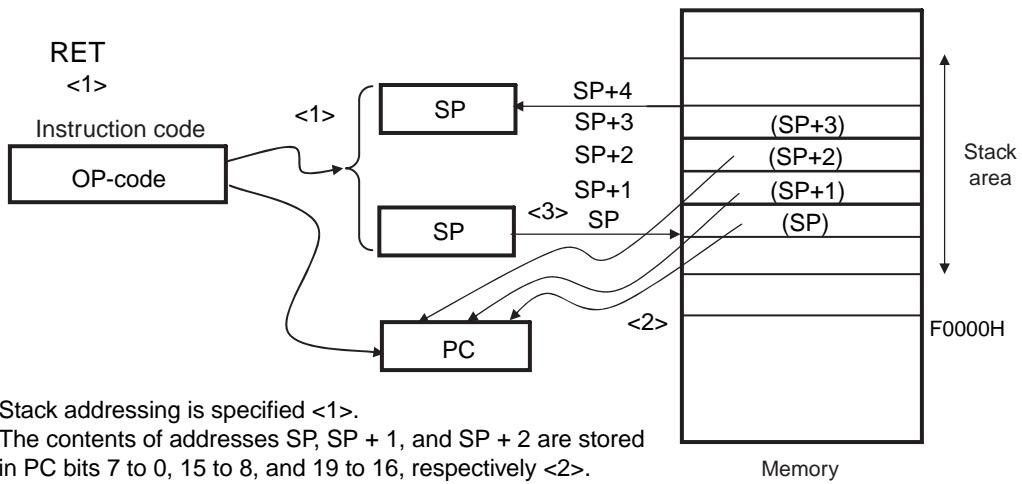 RET
<1>
Instruction code
OP-code
<1>
SP
SP
<3>
SP+4
SP+3
SP+2
SP+1
SP
(SP+3)
(SP+2)
(SP+1)
(SP)
Stack
area
<2>
F0000H
PC
Stack addressing is specified <1>.
The contents of addresses SP, SP + 1, and SP + 2 are stored
in PC bits 7 to 0, 15 to 8, and 19 to 16, respectively <2>.
Memory